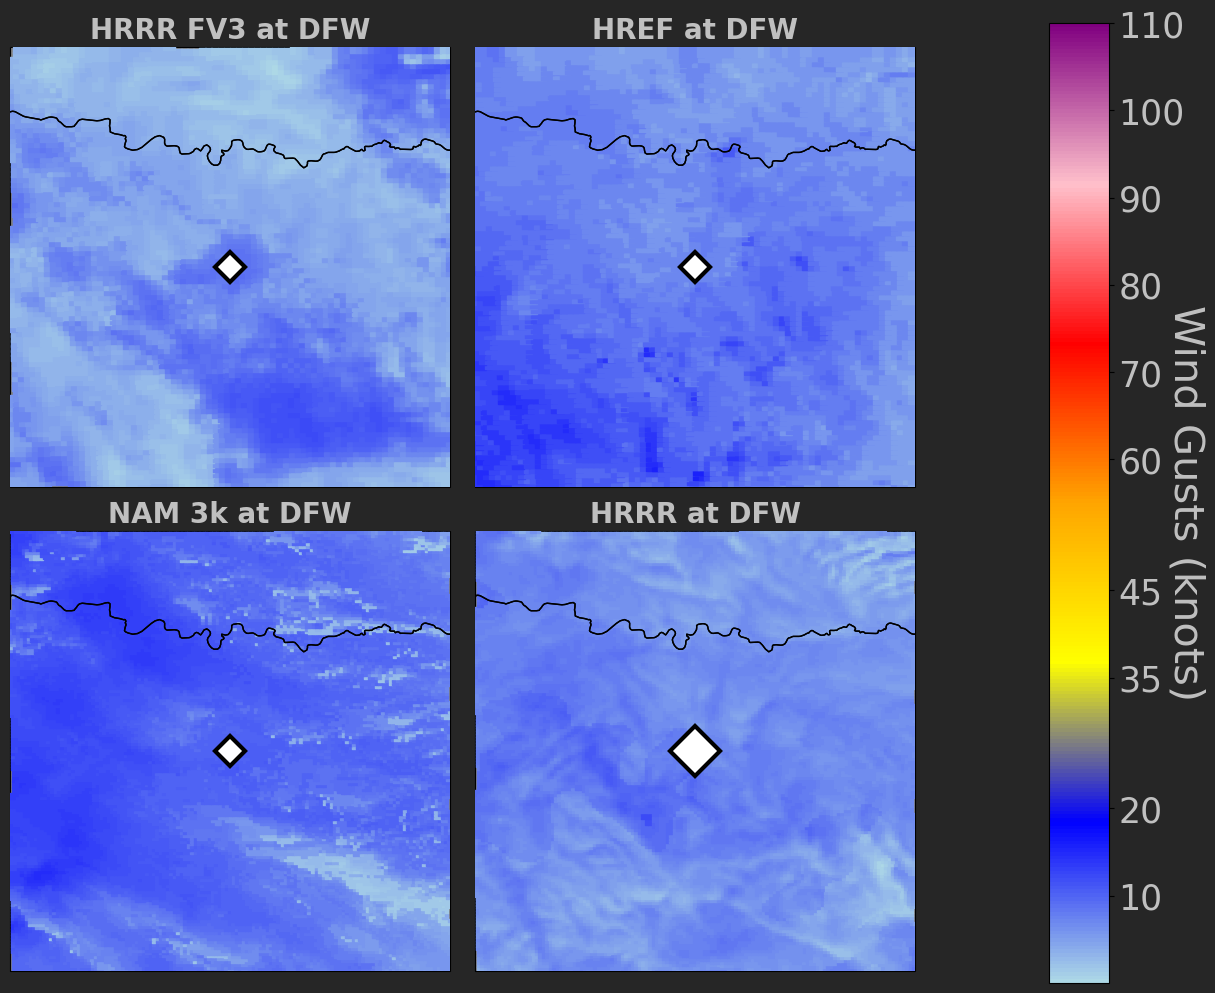 HRRR FV3 at DFW
HREF at DFW
NAM 3k at DFW
HRRR at DFW
110
100
90
80
70
60
45
35
20
10
Wind Gusts (knots)